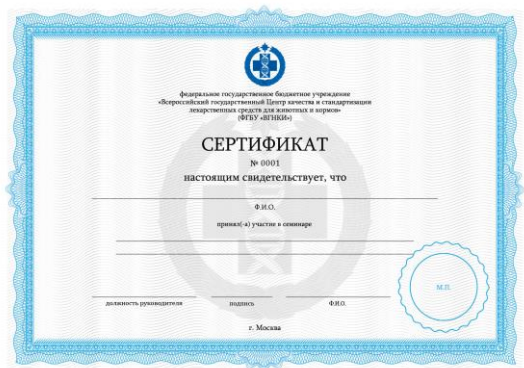 федеральное государственное бюджетное учреждение
«Всероссийский государственный Центр качества и стандартизации
лекарственных средств для животных и кормов»
(ФГБУ «ВГНКИ»)
СЕРТИФИКАТ
№ 0001
настоящим свидетельствует, что
Ф.И.О.
принял(-а) участие в семинаре
М.П.
должность руководителя подпись Ф.И.О.
г. Москва